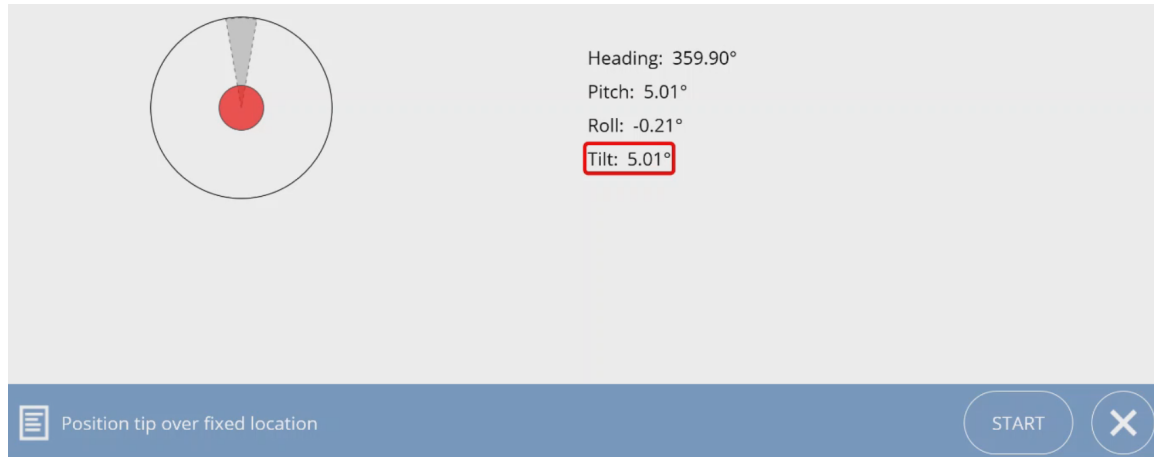 Heading: 359.90°
Pitch: 5.01°
Roll: -0.21°
Tilt: 5.01°
Position tip over fixed location
START